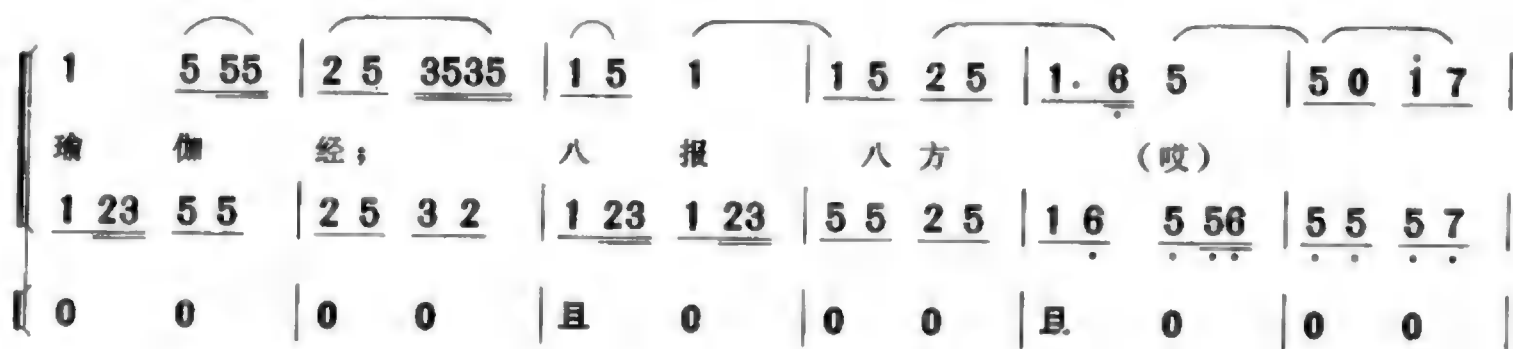 1 5 55 | 2 5 3535 | 1 5 1 | 1 5 2 5 | 1. 6̣ 5 | 5 0 i̇ 7 |
瑜 伽 经； 八 报 八 方 （哎）
1 23 5 5 | 2 5 3 2 | 1 23 1 23 | 5 5 2 5 | 1 6̣ 5̣ 5̣6̣ | 5̣ 5̣ 5̣ 7̣ |
0 0 | 0 0 | 且 0 | 0 0 | 且. 0 | 0 0 |